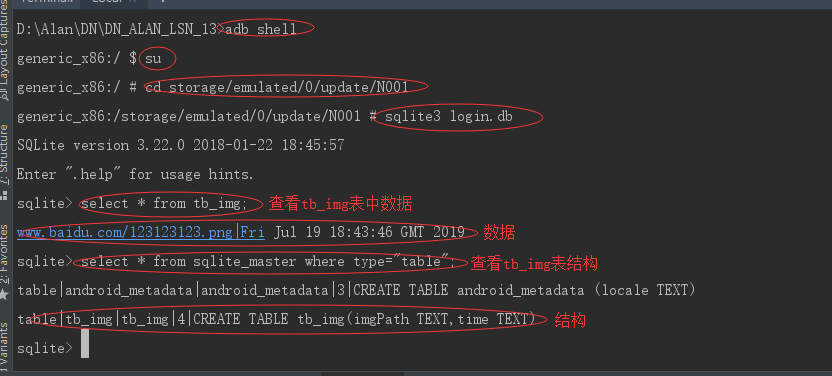 Terminal
Local
D:\Alan\DN\DN_ALAN_LSN_13>adb shell
generic_x86:/ $ su
generic_x86:/ # cd storage/emulated/0/update/N001
generic_x86:/storage/emulated/0/update/N001 # sqlite3 login.db
SQLite version 3.22.0 2018-01-22 18:45:57
Enter ".help" for usage hints.
sqlite> select * from tb_img; 查看tb_img表中数据
www.baidu.com/123123123.png|Fri Jul 19 18:43:46 GMT 2019 数据
sqlite> select * from sqlite_master where type="table"; 查看tb_img表结构
table|android_metadata|android_metadata|3|CREATE TABLE android_metadata (locale TEXT)
table|tb_img|tb_img|4|CREATE TABLE tb_img(imgPath TEXT,time TEXT) 结构
sqlite>
Layout Captures
7: Structure
2: Favorites
Variants